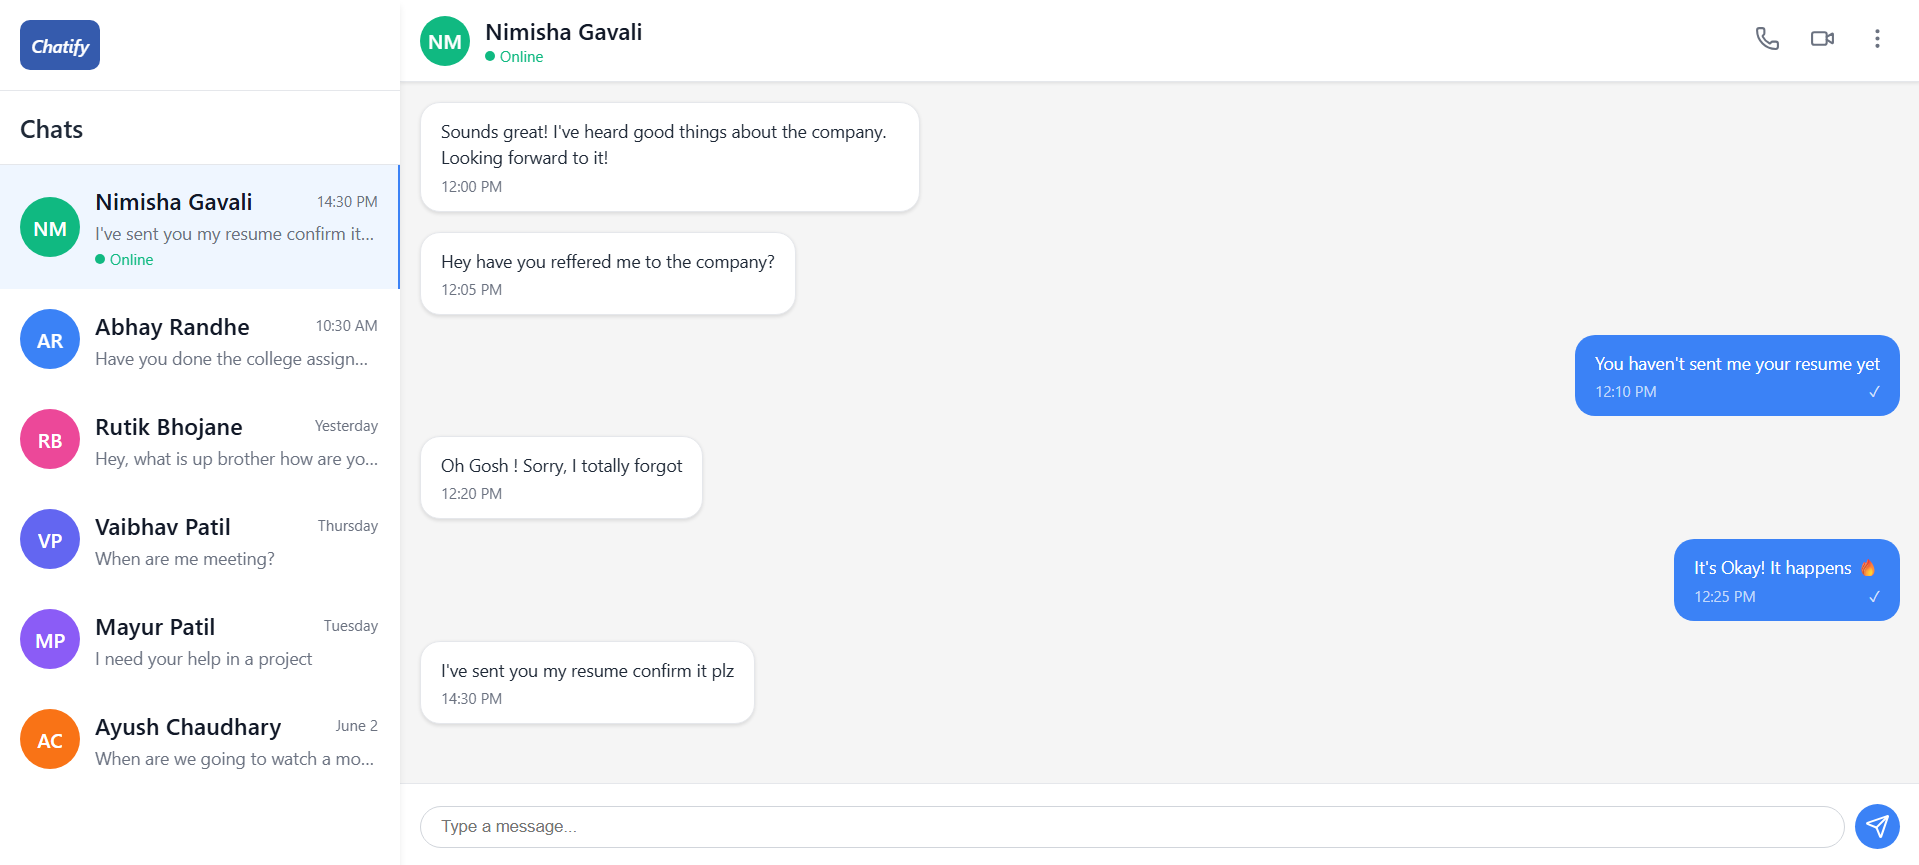 Chatify
Chats
NM
Nimisha Gavali
14:30 PM
I've sent you my resume confirm it...
Online
AR
Abhay Randhe
10:30 AM
Have you done the college assign...
RB
Rutik Bhojane
Yesterday
Hey, what is up brother how are yo...
VP
Vaibhav Patil
Thursday
When are me meeting?
MP
Mayur Patil
Tuesday
I need your help in a project
AC
Ayush Chaudhary
June 2
When are we going to watch a mo...
NM
Nimisha Gavali
Online
Sounds great! I've heard good things about the company.
Looking forward to it!
12:00 PM
Hey have you reffered me to the company?
12:05 PM
You haven't sent me your resume yet
12:10 PM ✓
Oh Gosh ! Sorry, I totally forgot
12:20 PM
It's Okay! It happens 🔥
12:25 PM ✓
I've sent you my resume confirm it plz
14:30 PM
Type a message...